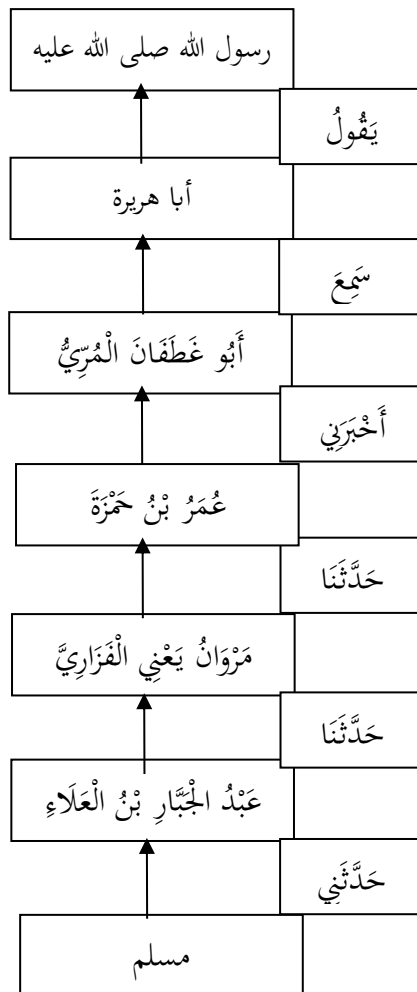 رسول الله صلى الله عليه
يَقُولُ
أبا هريرة
سَمِعَ
أَبُو غَطَفَانَ الْمُرِّيُّ
أَخْبَرَنِي
عُمَرُ بْنُ حَمْزَةَ
حَدَّثَنَا
مَرْوَانُ يَعْنِي الْفَزَارِيَّ
حَدَّثَنَا
عَبْدُ الْجَبَّارِ بْنُ الْعَلَاءِ
حَدَّثَنِي
مسلم